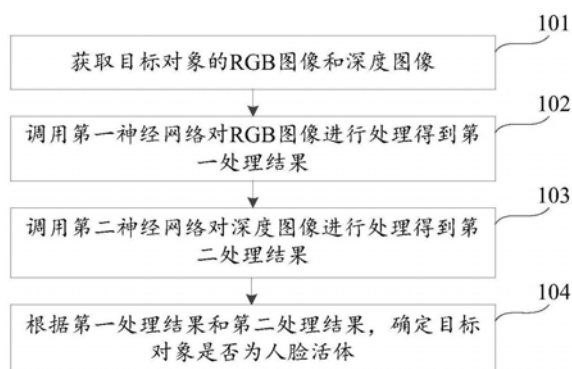 101
获取目标对象的RGB图像和深度图像
102
调用第一神经网络对RGB图像进行处理得到第
一处理结果
103
调用第二神经网络对深度图像进行处理得到第
二处理结果
104
根据第一处理结果和第二处理结果，确定目标
对象是否为人脸活体